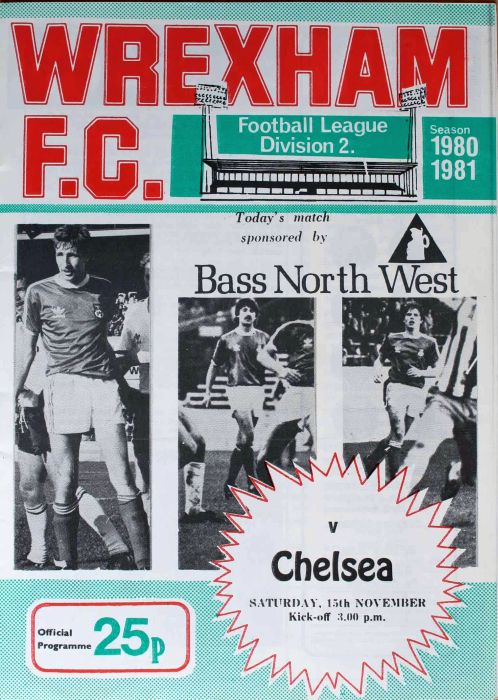 WREXHAM
F.C.
Football League
Division 2.
Season
1980
1981
Today's match
sponsored by
Bass North West
v
Chelsea
SATURDAY, 15th NOVEMBER
Kick-off 3.00 p.m.
Official
Programme
25p